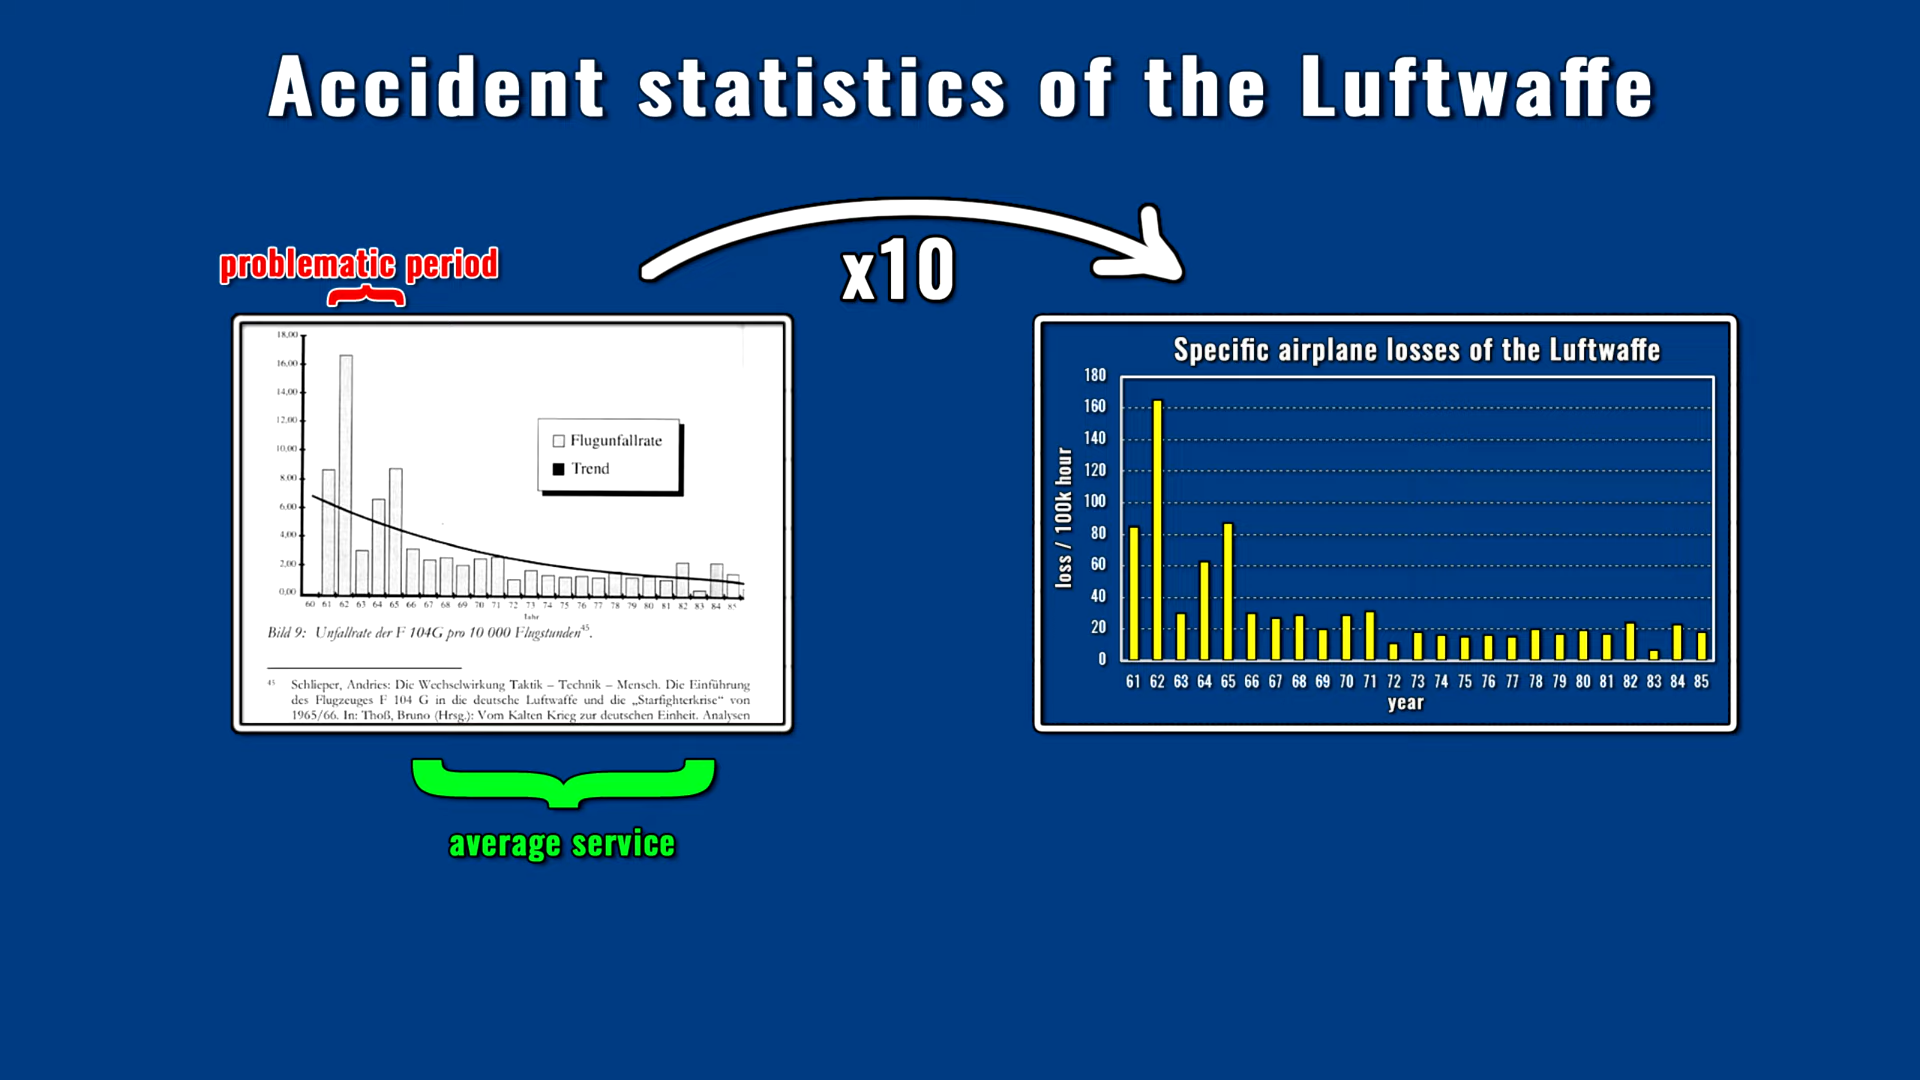 Accident statistics of the Luftwaffe
x10
problematic period
18,00
16,00
14,00
12,00
10,00
8,00
6,00
4,00
2,00
0,00
Flugunfallrate
Trend
60 61 62 63 64 65 66 67 68 69 70 71 72 73 74 75 76 77 78 79 80 81 82 83 84 85
Jahr
Bild 9: Unfallrate der F 104G pro 10 000 Flugstunden45.
45 Schlieper, Andries: Die Wechselwirkung Taktik – Technik – Mensch. Die Einführung
des Flugzeuges F 104 G in die deutsche Luftwaffe und die „Starfighterkrise“ von
1965/66. In: Thoß, Bruno (Hrsg.): Vom Kalten Krieg zur deutschen Einheit. Analysen
average service
Specific airplane losses of the Luftwaffe
loss / 100k hour
180
160
140
120
100
80
60
40
20
0
61 62 63 64 65 66 67 68 69 70 71 72 73 74 75 76 77 78 79 80 81 82 83 84 85
year